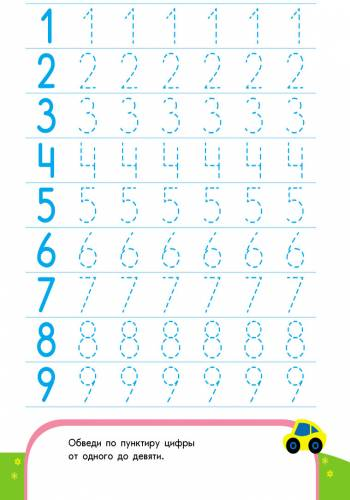 1 1 1 1 1 1 1
2 2 2 2 2 2 2
3 3 3 3 3 3 3
4 4 4 4 4 4 4
5 5 5 5 5 5 5
6 6 6 6 6 6 6
7 7 7 7 7 7 7
8 8 8 8 8 8 8
9 9 9 9 9 9 9
Обведи по пунктиру цифры
от одного до девяти.